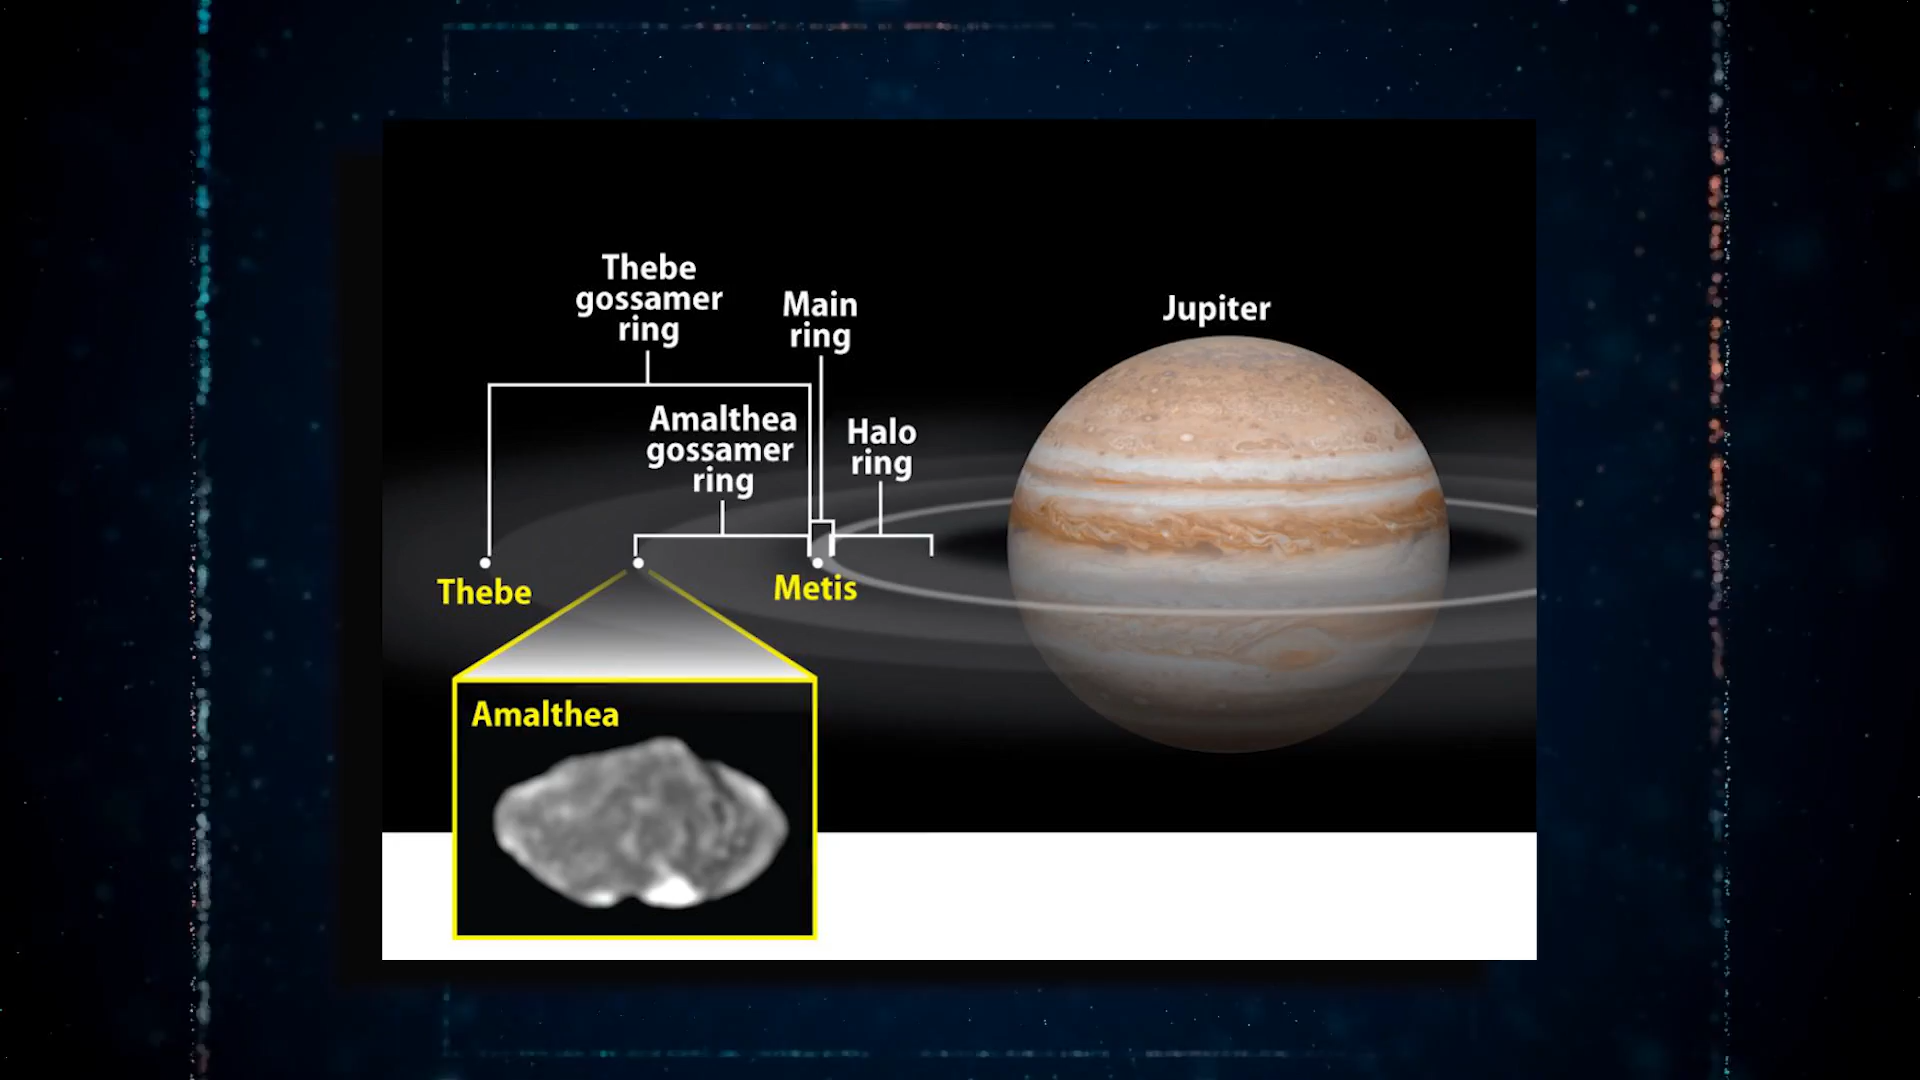 Thebe
gossamer
ring
Main
ring
Jupiter
Amalthea
gossamer
ring
Halo
ring
Thebe
Metis
Amalthea